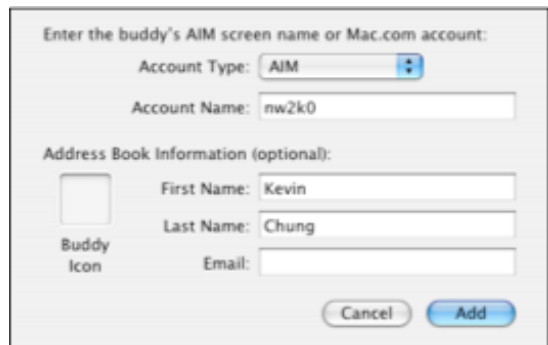 Enter the buddy's AIM screen name or Mac.com account:
Account Type: AIM
Account Name: nw2k0
Address Book Information (optional):
First Name: Kevin
Last Name: Chung
Buddy
Icon
Email:
Cancel Add